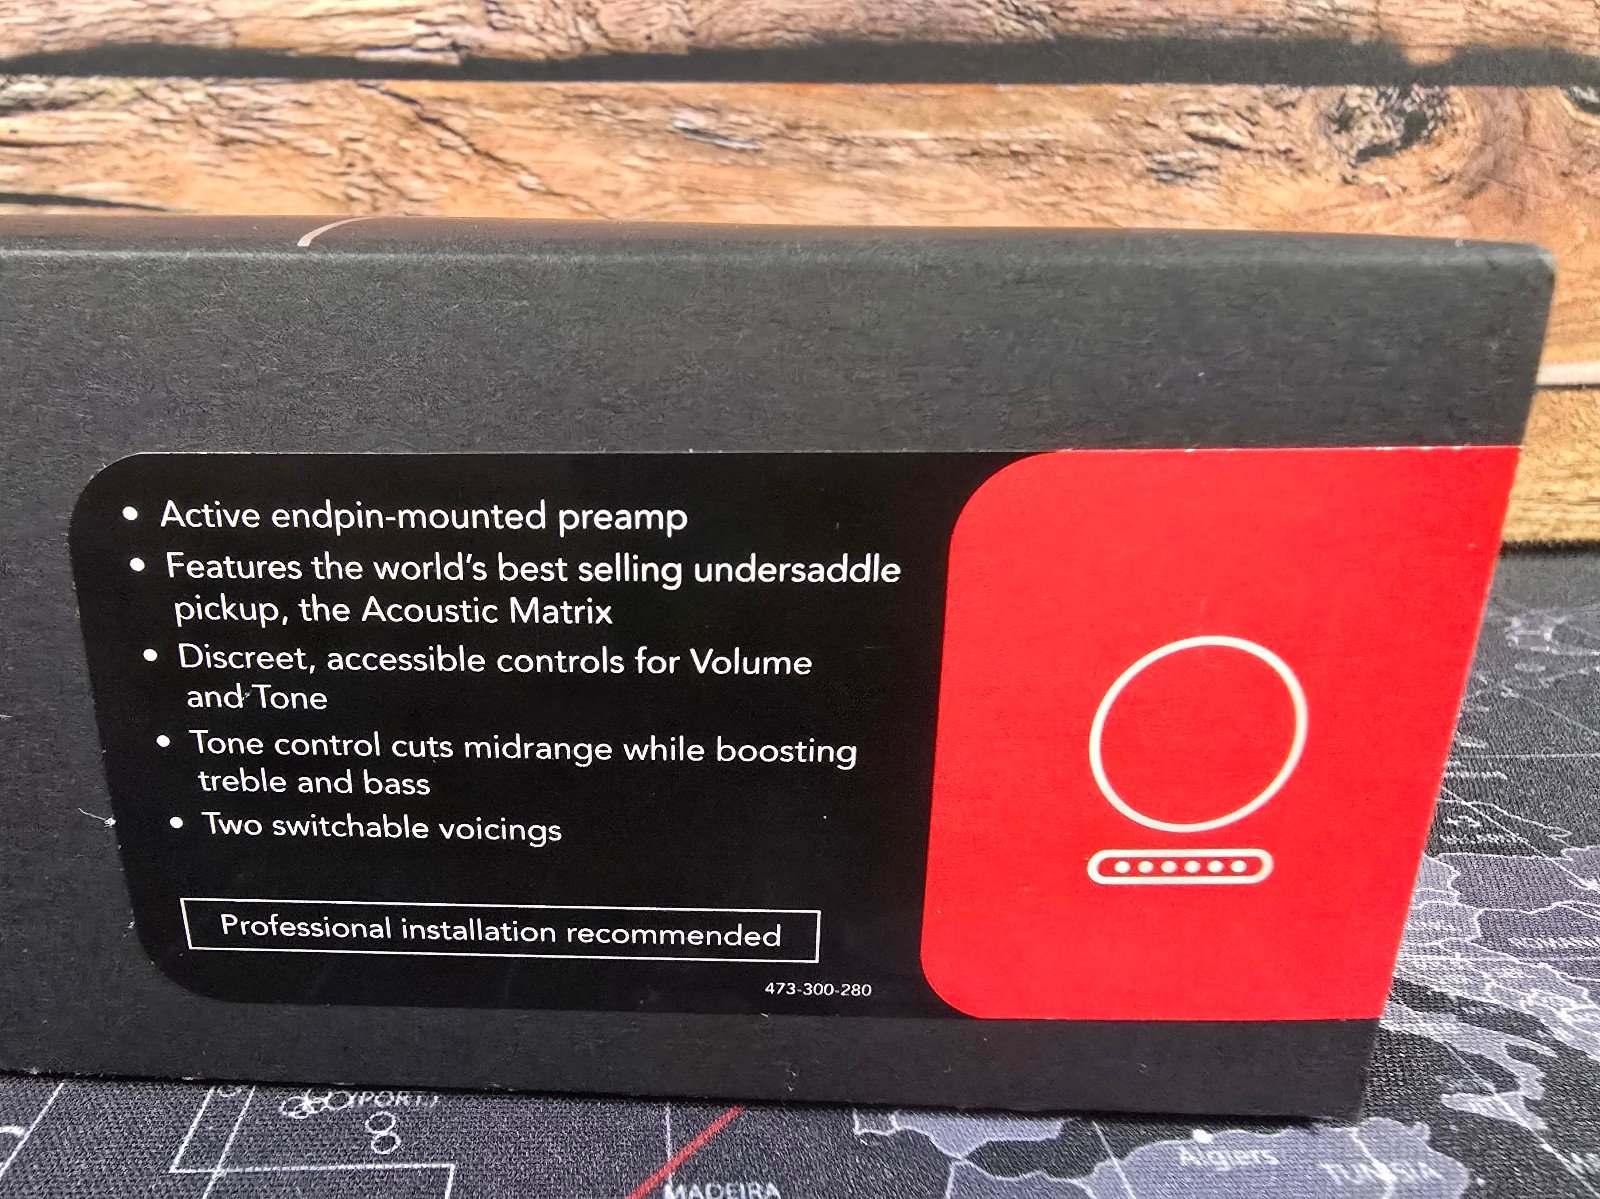 • Active endpin-mounted preamp
• Features the world's best selling undersaddle
pickup, the Acoustic Matrix
• Discreet, accessible controls for Volume
and Tone
• Tone control cuts midrange while boosting
treble and bass
• Two switchable voicings
Professional installation recommended
473-300-280
ROMANIA
Algiers
TUNISIA
MADEIRA